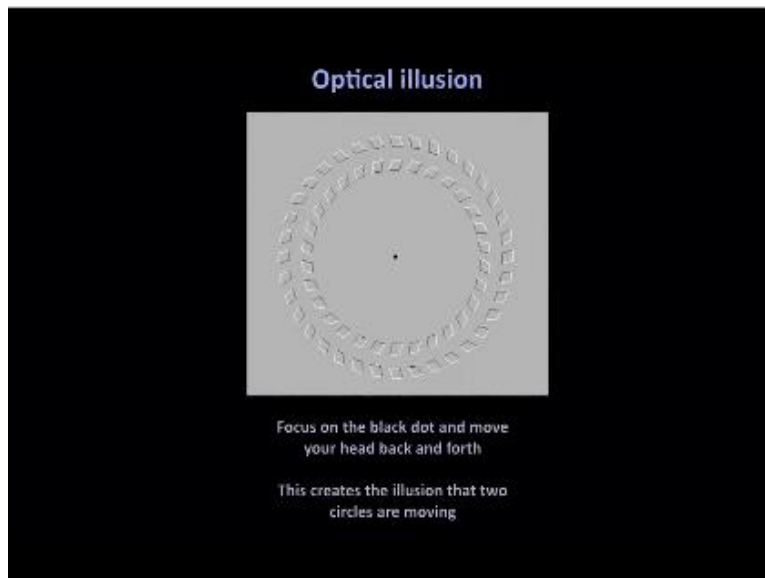 Optical illusion
Focus on the black dot and move
your head back and forth
This creates the illusion that two
circles are moving